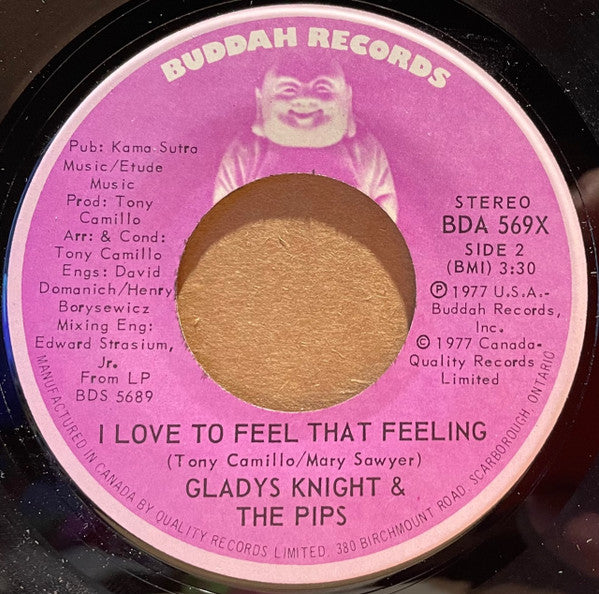 BUDDAH RECORDS
Pub: Kama-Sutra
Music/Etude
Music
Prod: Tony
Camillo
Arr: & Cond:
Tony Camillo
Engs: David
Domanich/Henry
Borysewicz
Mixing Eng:
Edward Strasium,
Jr.
From LP
BDS 5689
STEREO
BDA 569X
SIDE 2
(BMI) 3:30
Ⓟ 1977 U.S.A.-
Buddah Records,
Inc.
© 1977 Canada-
Quality Records
Limited
I LOVE TO FEEL THAT FEELING
(Tony Camillo/Mary Sawyer)
GLADYS KNIGHT &
THE PIPS
MANUFACTURED IN CANADA BY QUALITY RECORDS LIMITED, 380 BIRCHMOUNT ROAD, SCARBOROUGH, ONTARIO